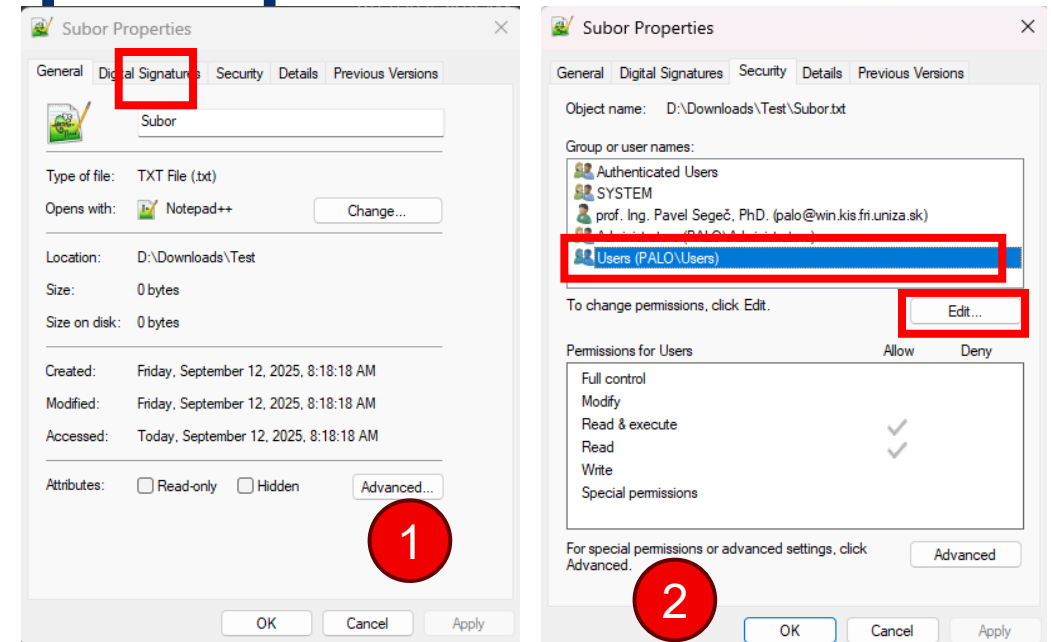 Subor Properties
General Digital Signatures Security Details Previous Versions
Subor
Type of file: TXT File (.txt)
Opens with: Notepad++ Change...
Location: D:\Downloads\Test
Size: 0 bytes
Size on disk: 0 bytes
Created: Friday, September 12, 2025, 8:18:18 AM
Modified: Friday, September 12, 2025, 8:18:18 AM
Accessed: Today, September 12, 2025, 8:18:18 AM
Attributes: Read-only Hidden Advanced...
1
OK Cancel Apply
Subor Properties
General Digital Signatures Security Details Previous Versions
Object name: D:\Downloads\Test\Subor.txt
Group or user names:
Authenticated Users
SYSTEM
prof. Ing. Pavel Segeč, PhD. (palo@win.kis.fri.uniza.sk)
Users (PALO\Users)
To change permissions, click Edit.
Edit...
Permissions for Users Allow Deny
Full control
Modify
Read & execute
Read
Write
Special permissions
For special permissions or advanced settings, click
Advanced.
Advanced
2
OK Cancel Apply